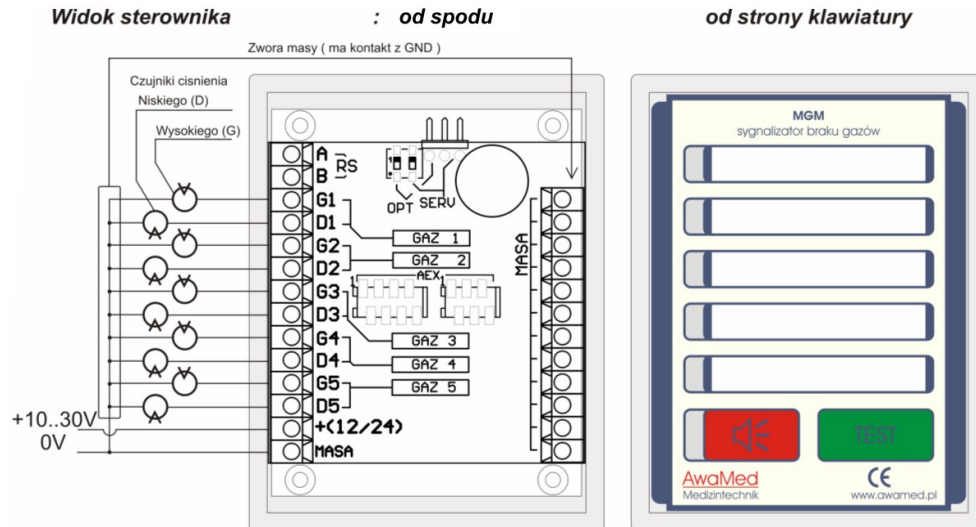 Widok sterownika : od spodu
od strony klawiatury
Zwora masy ( ma kontakt z GND )
Czujniki cisnienia
Niskiego (D)
Wysokiego (G)
A
B
RS
G1
D1
G2
D2
G3
D3
G4
D4
G5
D5
+(12/24)
MASA
+10..30V
0V
1
OPT
SERV
GAZ 1
GAZ 2
AEX
1
1
GAZ 3
GAZ 4
GAZ 5
MASA
MGM
sygnalizator braku gazów
TEST
AwaMed
Medizintechnik
CE
www.awamed.pl